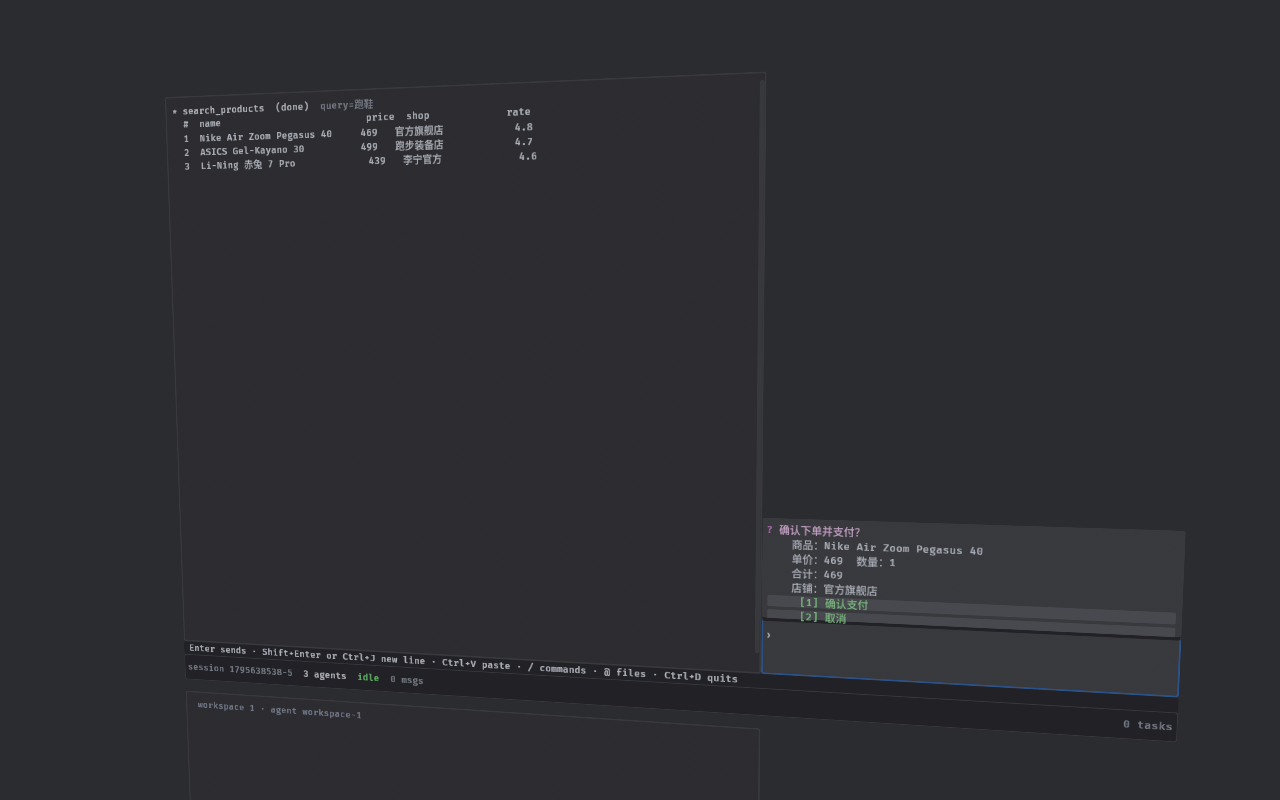 * search_products (done) query=跑鞋
# name price shop rate
1 Nike Air Zoom Pegasus 40 469 官方旗舰店 4.8
2 ASICS Gel-Kayano 30 499 跑步装备店 4.7
3 Li-Ning 赤兔 7 Pro 439 李宁官方 4.6
? 确认下单并支付?
商品: Nike Air Zoom Pegasus 40
单价: 469 数量: 1
合计: 469
店铺: 官方旗舰店
[1] 确认支付
[2] 取消
›
Enter sends · Shift+Enter or Ctrl+J new line · Ctrl+V paste · / commands · @ files · Ctrl+D quits
session 1795638538-5 3 agents idle 0 msgs 0 tasks
workspace 1 · agent workspace-1